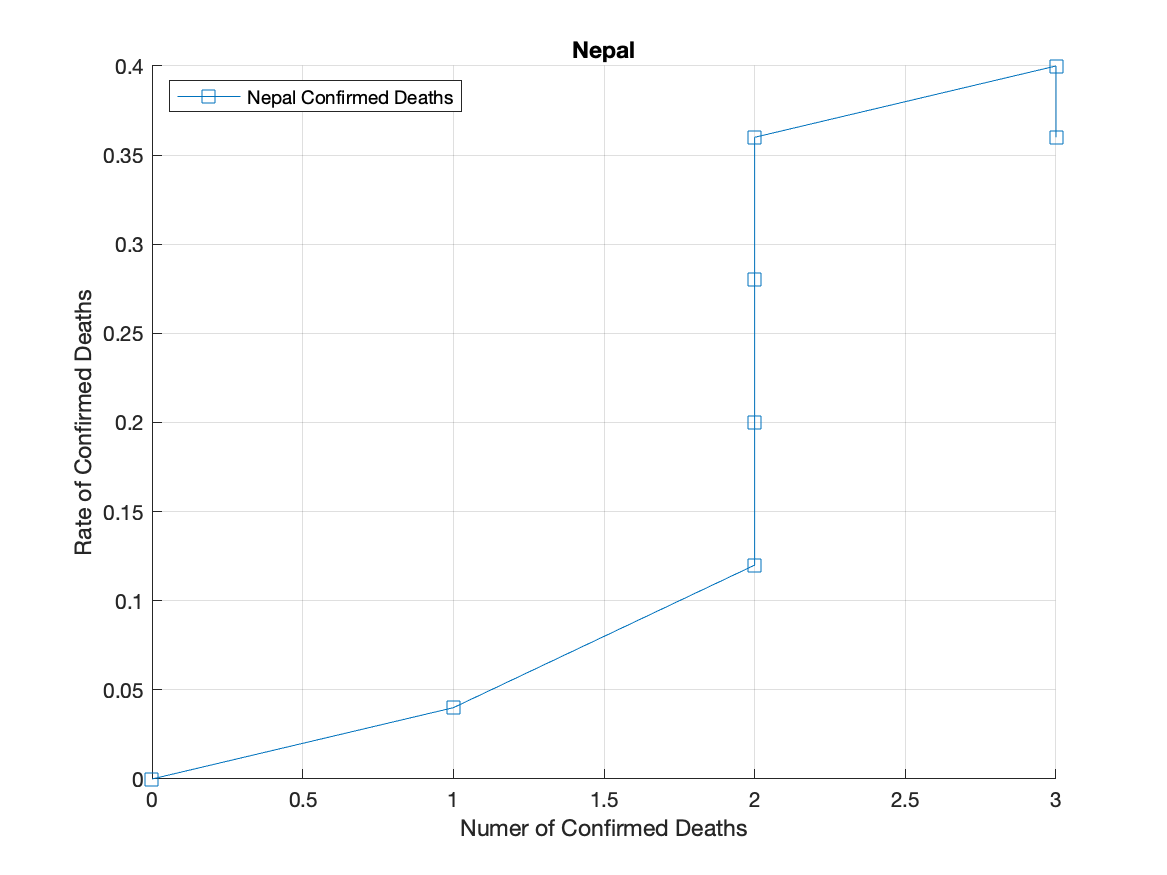 Nepal
Nepal Confirmed Deaths
0.4
0.35
0.3
0.25
0.2
0.15
0.1
0.05
0
Rate of Confirmed Deaths
0 0.5 1 1.5 2 2.5 3
Numer of Confirmed Deaths